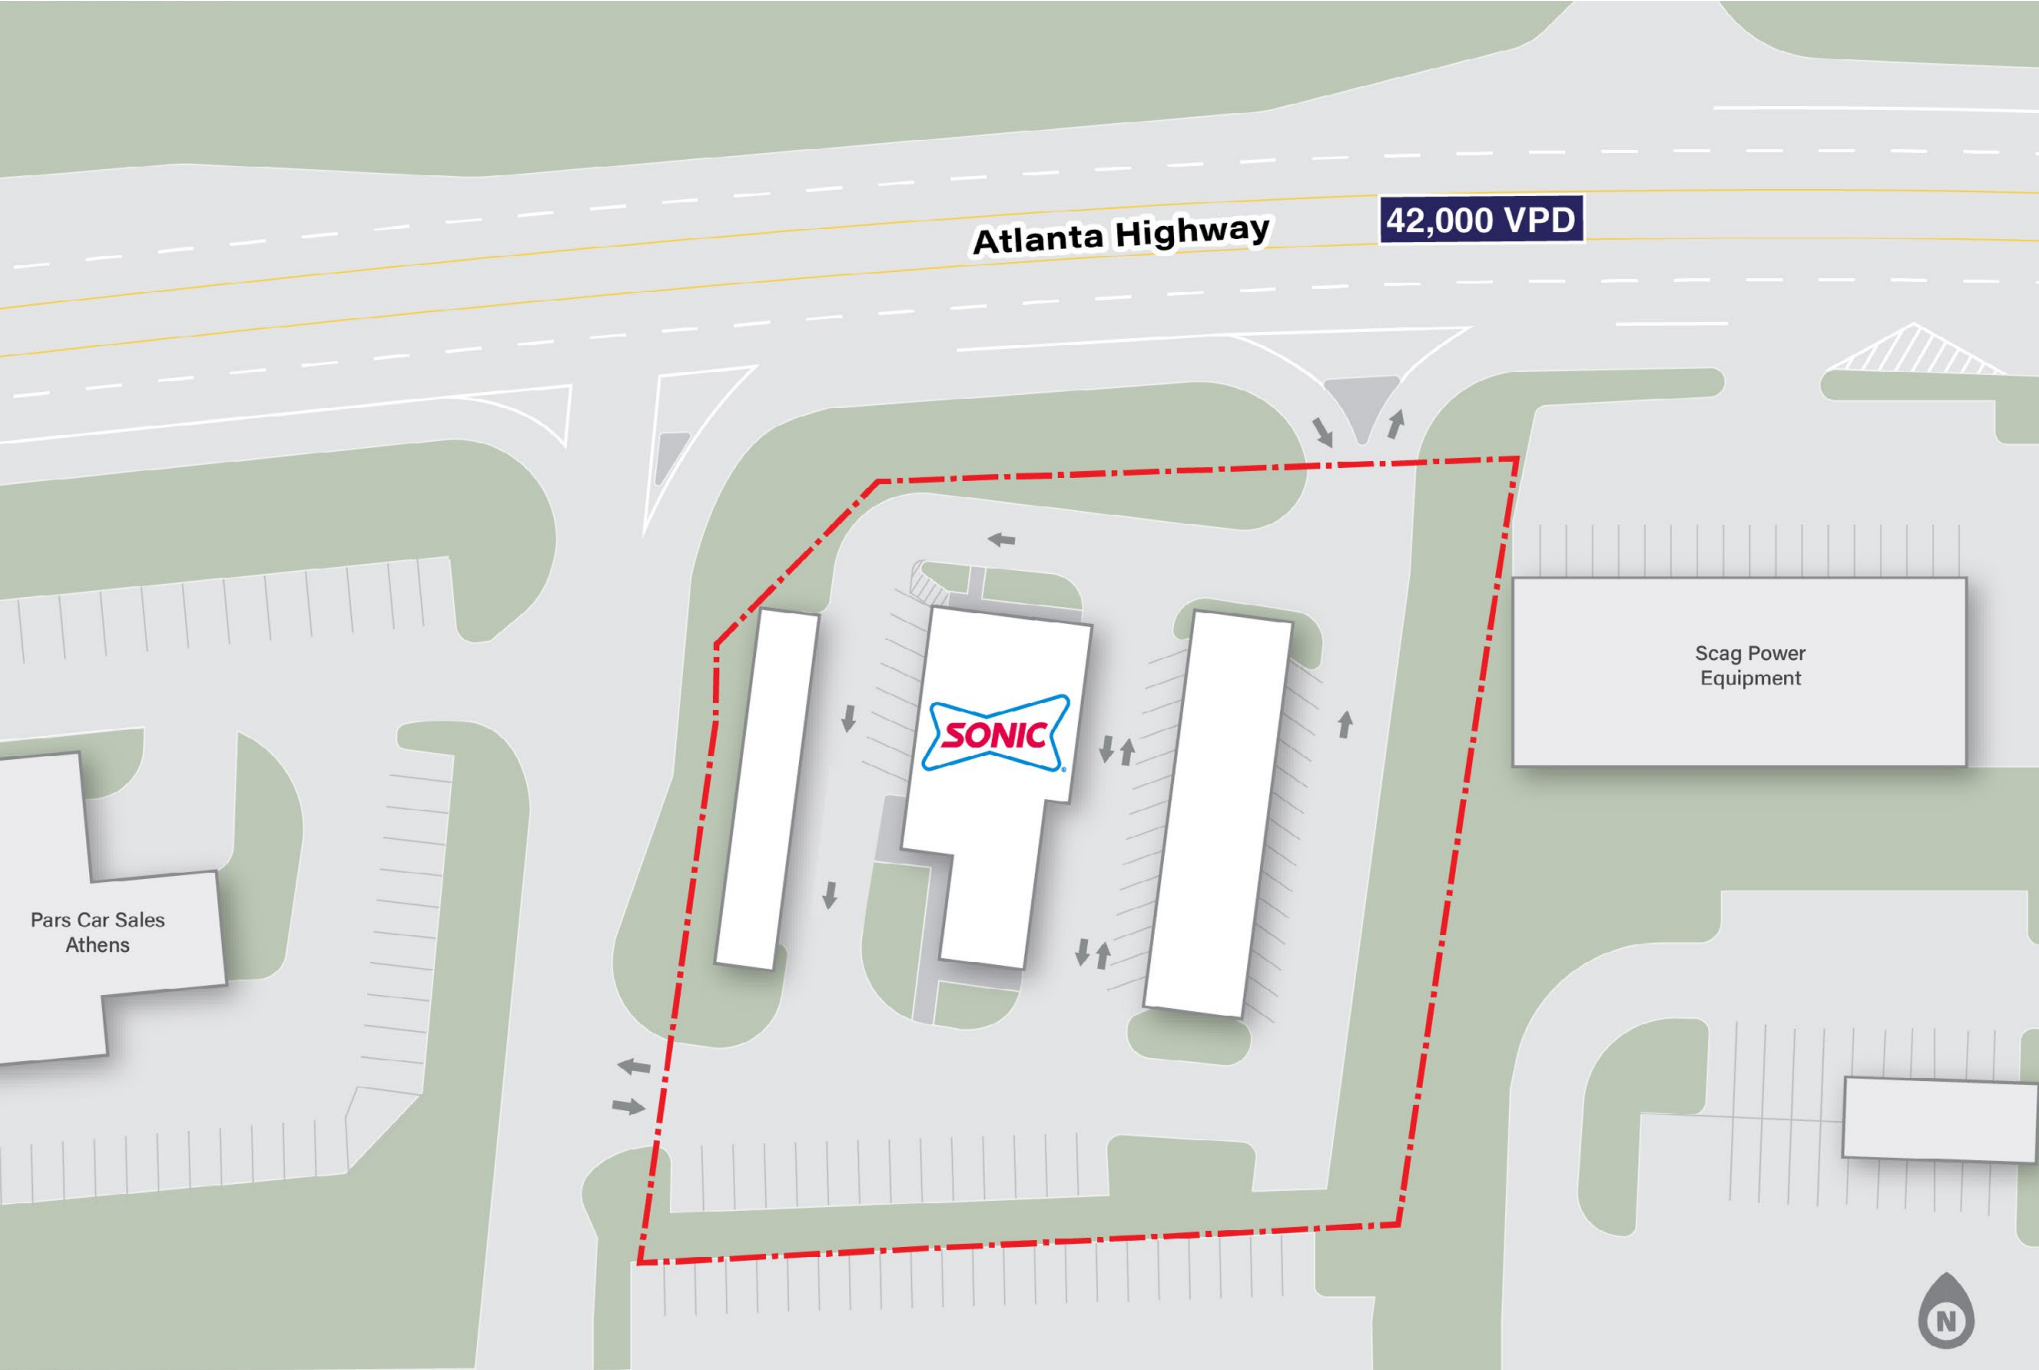 Atlanta Highway
42,000 VPD
Scag Power
Equipment
SONIC
Pars Car Sales
Athens
N